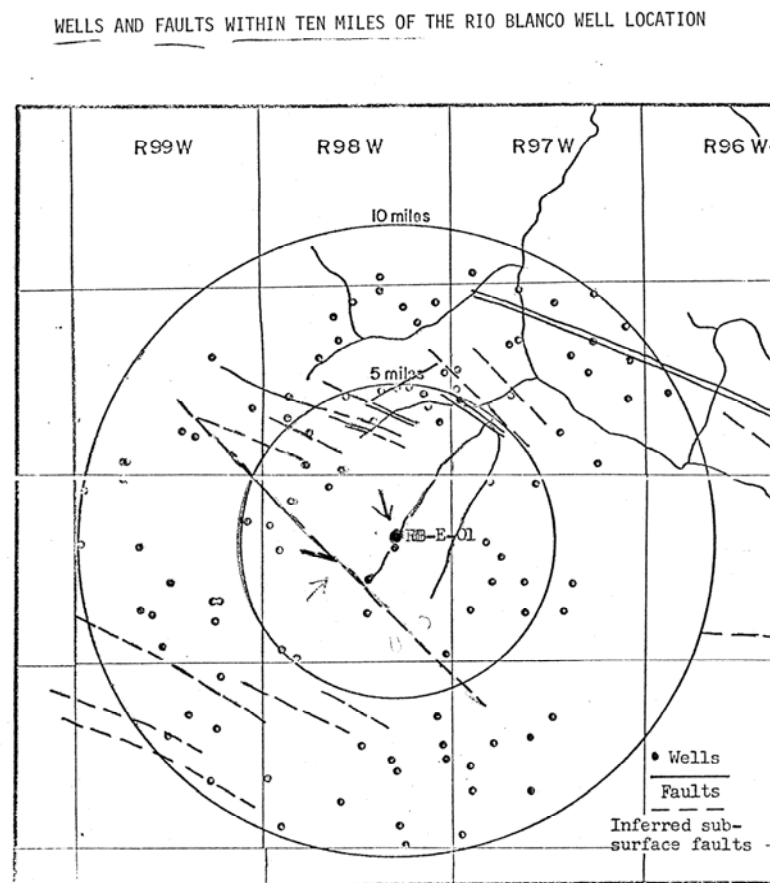 WELLS AND FAULTS WITHIN TEN MILES OF THE RIO BLANCO WELL LOCATION
R99W R98W R97W R96W
10 miles
5 miles
RB-E-01
Wells
Faults
Inferred sub-
surface faults